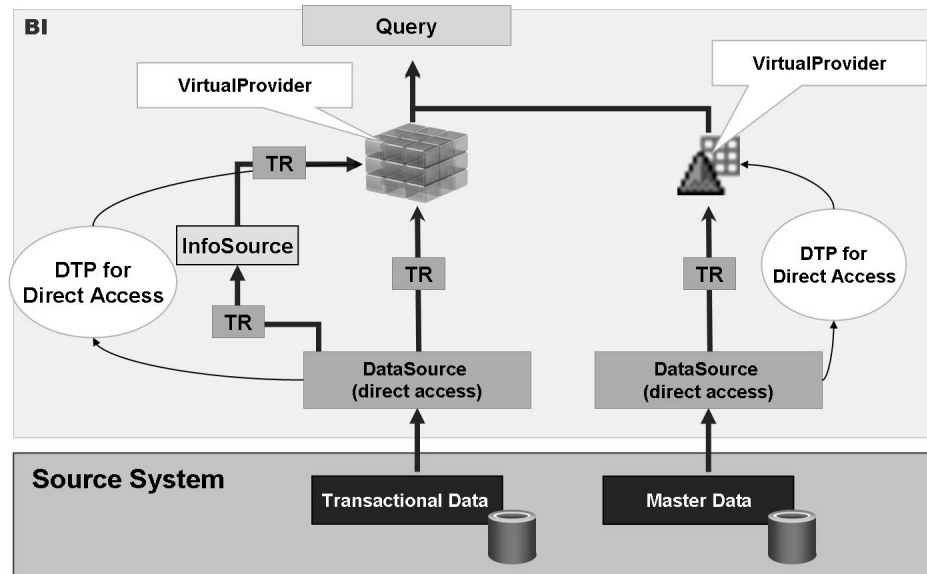 BI
Query
VirtualProvider
VirtualProvider
TR
InfoSource
DTP for
Direct Access
TR
TR
DTP for
Direct Access
TR
DataSource
(direct access)
DataSource
(direct access)
Source System
Transactional Data
Master Data